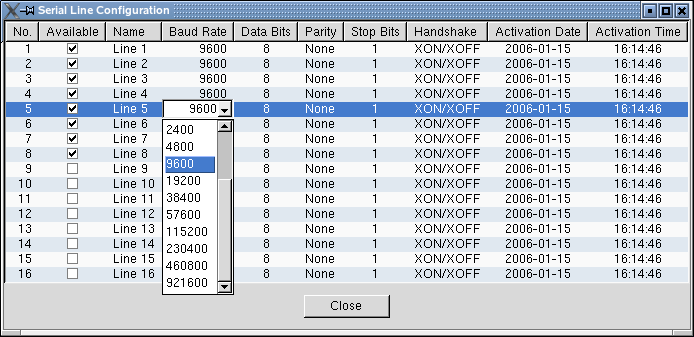 Serial Line Configuration
No. Available Name Baud Rate Data Bits Parity Stop Bits Handshake Activation Date Activation Time
1 Line 1 9600 8 None 1 XON/XOFF 2006-01-15 16:14:46
2 Line 2 9600 8 None 1 XON/XOFF 2006-01-15 16:14:46
3 Line 3 9600 8 None 1 XON/XOFF 2006-01-15 16:14:46
4 Line 4 9600 8 None 1 XON/XOFF 2006-01-15 16:14:46
5 Line 5 9600 8 None 1 XON/XOFF 2006-01-15 16:14:46
6 Line 6 2400 8 None 1 XON/XOFF 2006-01-15 16:14:46
7 Line 7 4800 8 None 1 XON/XOFF 2006-01-15 16:14:46
8 Line 8 9600 8 None 1 XON/XOFF 2006-01-15 16:14:46
9 Line 9 19200 8 None 1 XON/XOFF 2006-01-15 16:14:46
10 Line 10 38400 8 None 1 XON/XOFF 2006-01-15 16:14:46
11 Line 11 57600 8 None 1 XON/XOFF 2006-01-15 16:14:46
12 Line 12 115200 8 None 1 XON/XOFF 2006-01-15 16:14:46
13 Line 13 230400 8 None 1 XON/XOFF 2006-01-15 16:14:46
14 Line 14 460800 8 None 1 XON/XOFF 2006-01-15 16:14:46
15 Line 15 921600 8 None 1 XON/XOFF 2006-01-15 16:14:46
16 Line 16 8 None 1 XON/XOFF 2006-01-15 16:14:46
Close